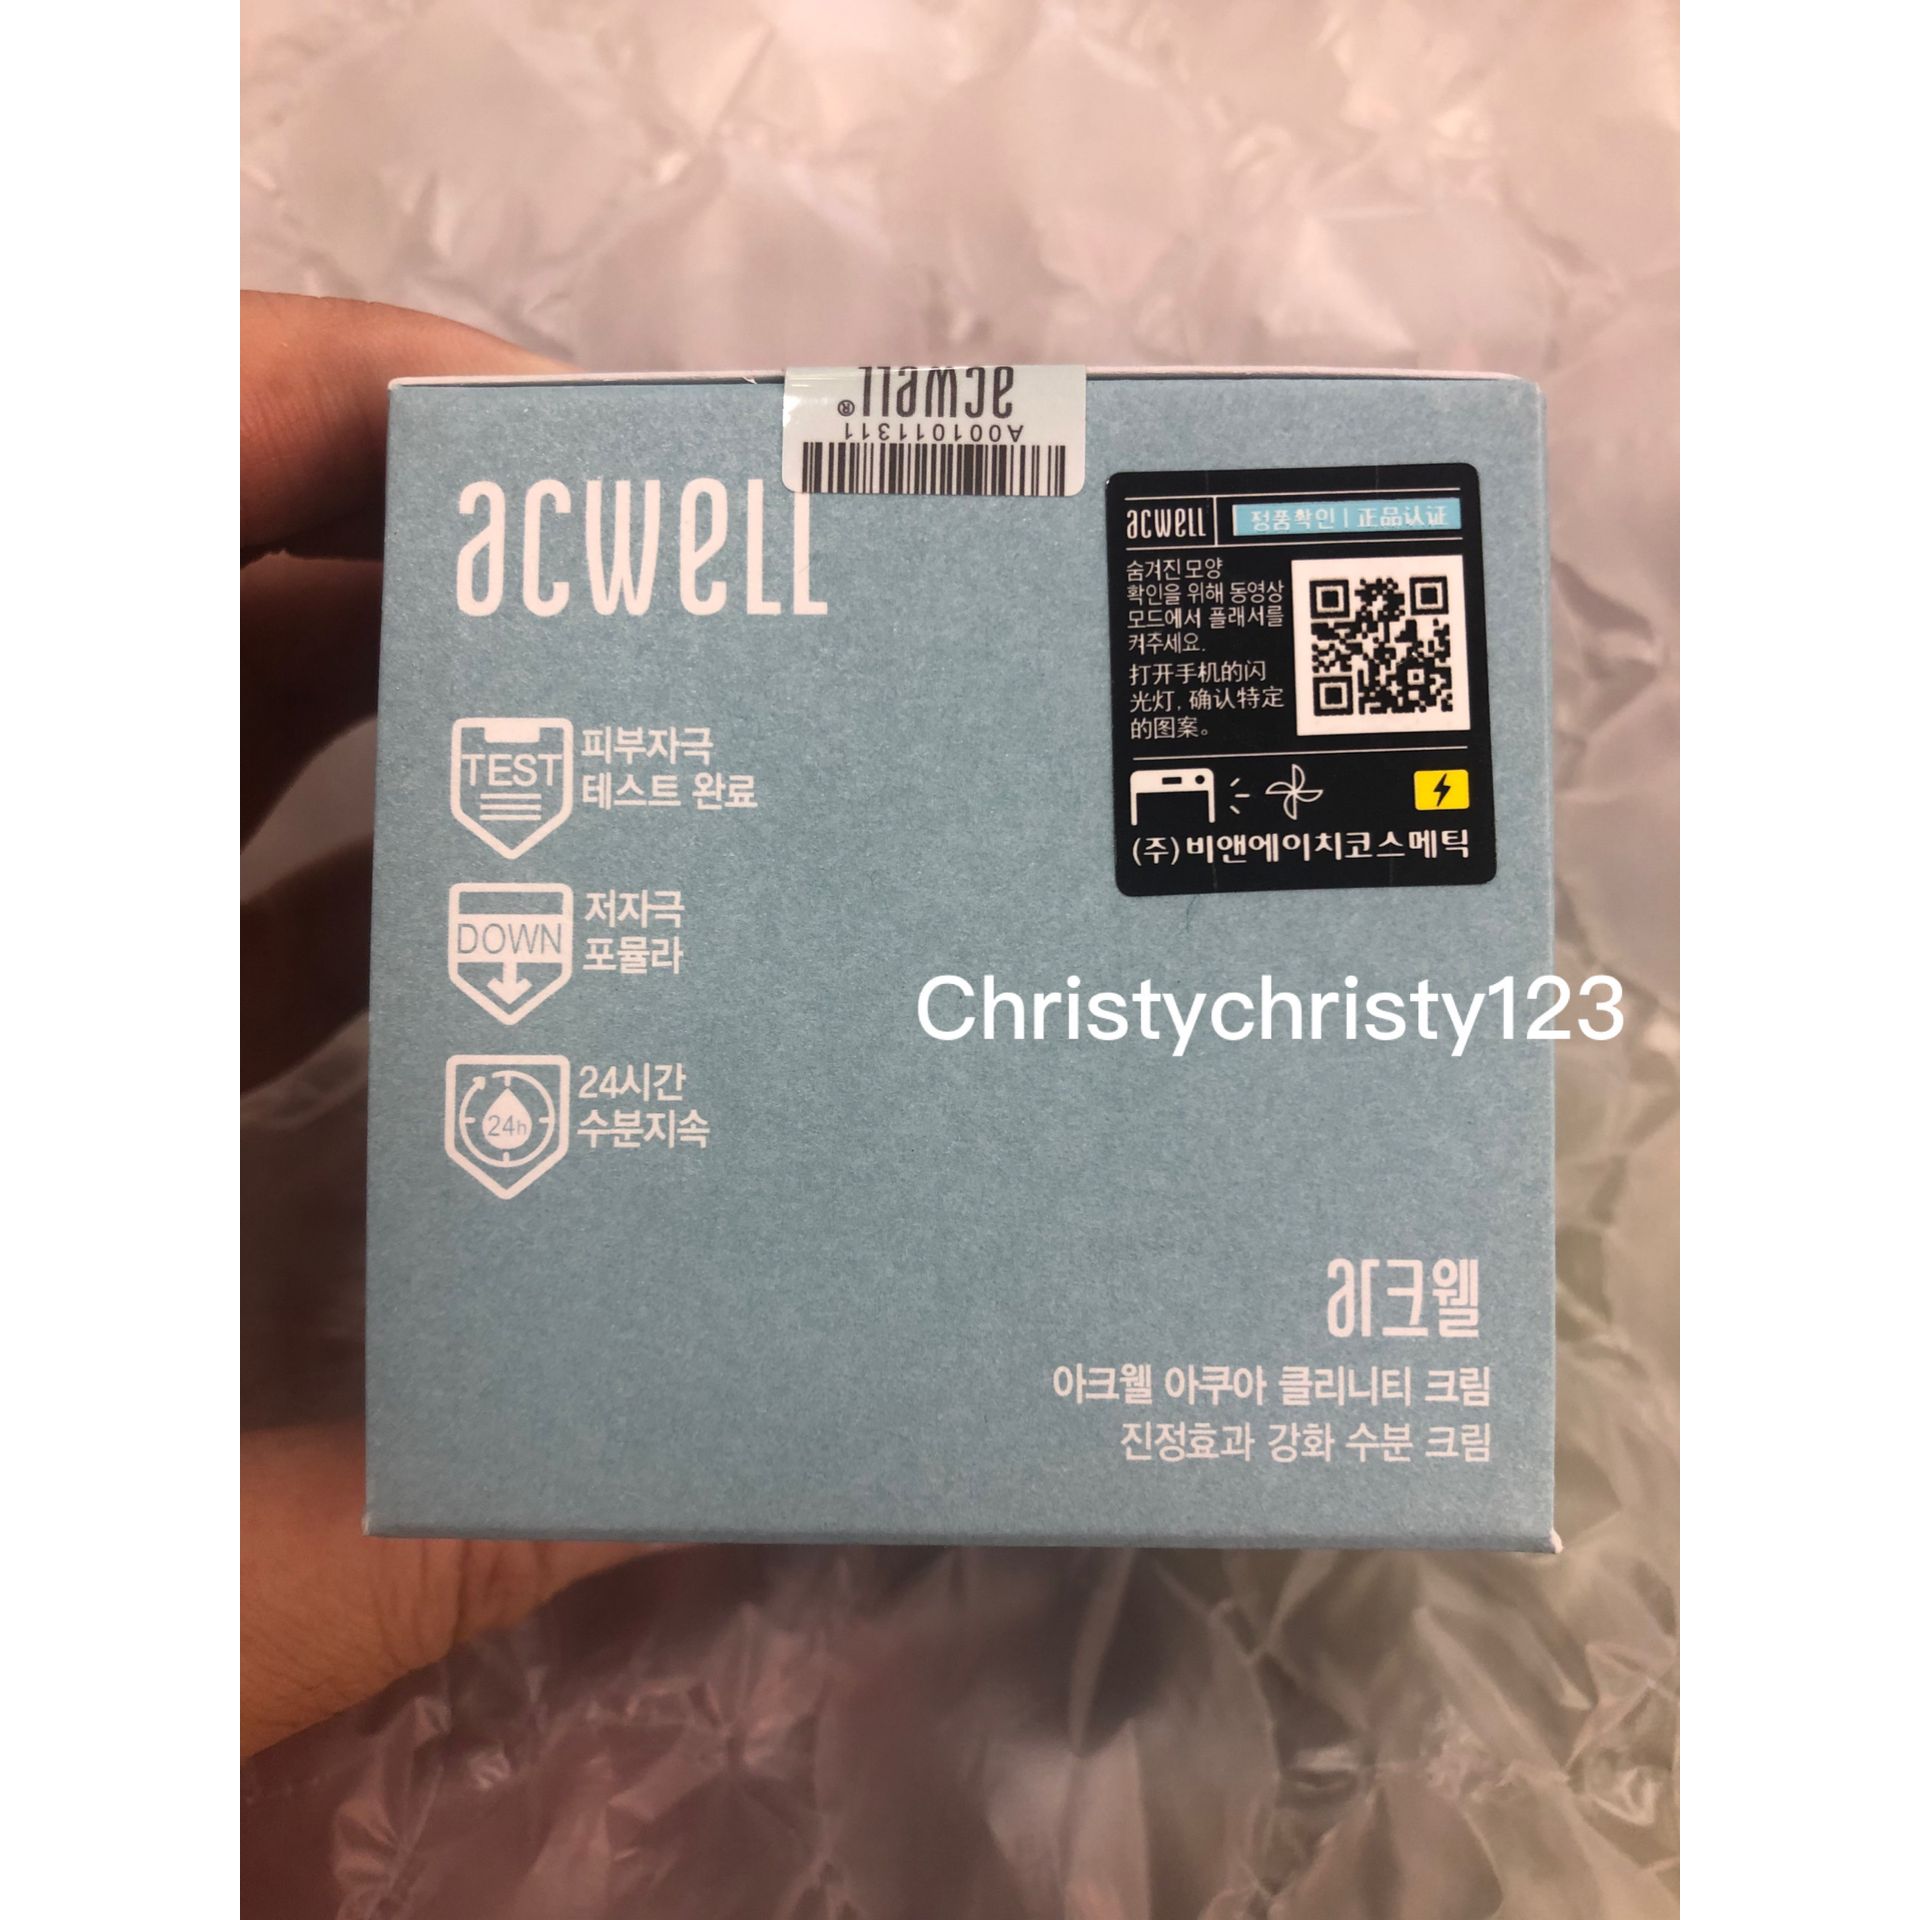 acwell®
A001011311
acwell
acwell
정품확인 | 正品认证
숨겨진 모양
확인을 위해 동영상
모드에서 플래서를
켜주세요.
打开手机的闪
光灯, 确认特定
的图案。
(주)비앤에이치코스메틱
TEST
피부자극
테스트 완료
DOWN
저자극
포뮬라
24h
24시간
수분지속
Christychristy123
아크웰
아크웰 아쿠아 클리니티 크림
진정효과 강화 수분 크림